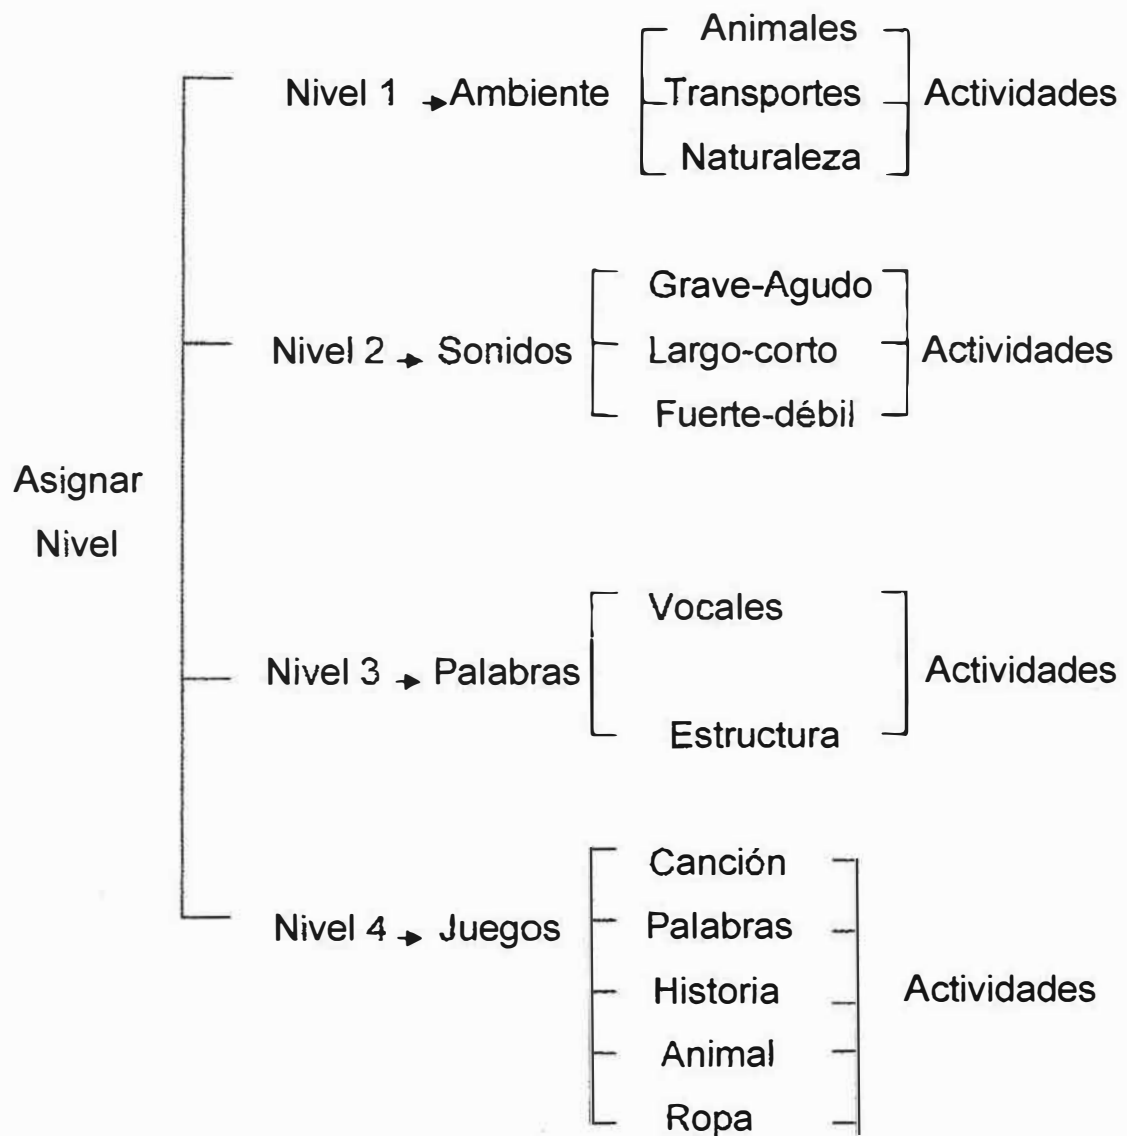 Animales
Nivel 1 → Ambiente Transportes Actividades
Naturaleza
Grave-Agudo
Nivel 2 → Sonidos Largo-corto Actividades
Fuerte-débil
Asignar
Nivel
Vocales
Nivel 3 → Palabras Actividades
Estructura
Canción
Nivel 4 → Juegos Palabras
Historia Actividades
Animal
Ropa